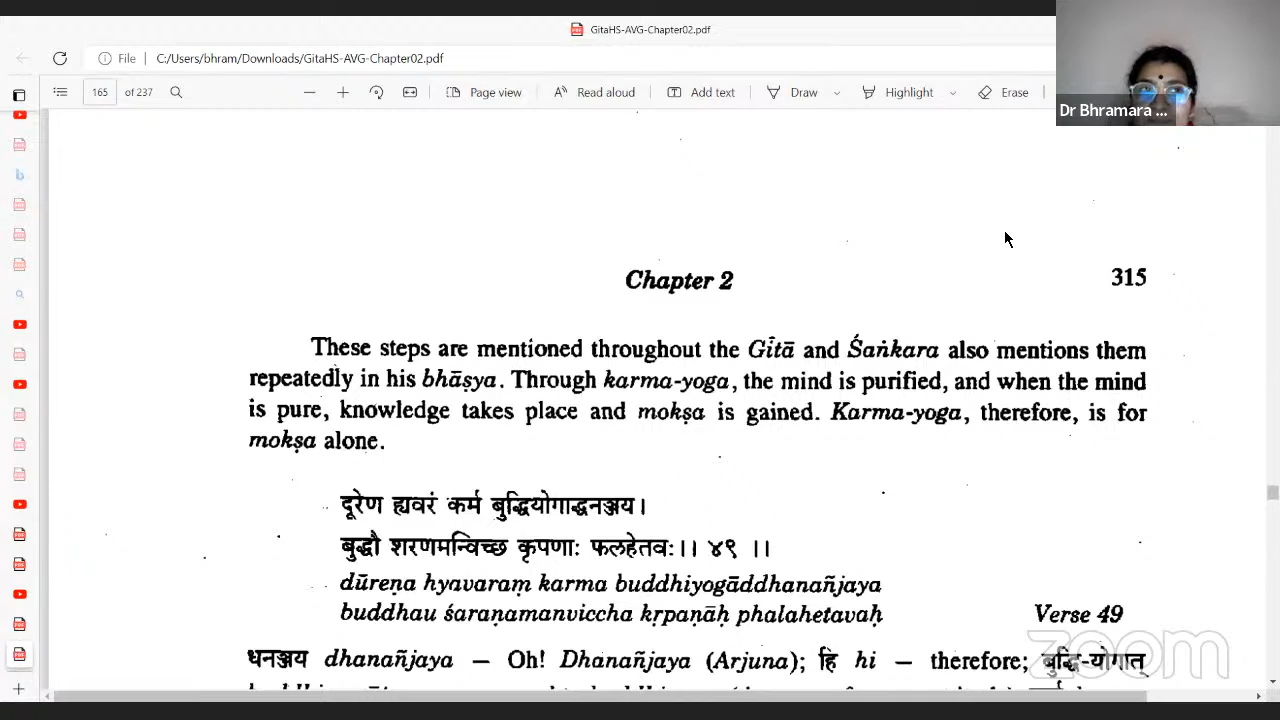 GitaHS-AVG-Chapter02.pdf
File C:/Users/bhram/Downloads/GitaHS-AVG-Chapter02.pdf
165 of 237 Page view Read aloud Add text Draw Highlight Erase
Dr Bhramara ...
Chapter 2 315
These steps are mentioned throughout the Gītā and Śaṅkara also mentions them
repeatedly in his bhāṣya. Through karma-yoga, the mind is purified, and when the mind
is pure, knowledge takes place and mokṣa is gained. Karma-yoga, therefore, is for
mokṣa alone.
दूरेण ह्यवरं कर्म बुद्धियोगाद्धनञ्जय।
बुद्धौ शरणमन्विच्छ कृपणाः फलहेतवः।। ४९ ।।
dūreṇa hyavaraṃ karma buddhiyogāddhanañjaya
buddhau śaraṇamanviccha kṛpaṇāḥ phalahetavaḥ Verse 49
धनञ्जय dhanañjaya – Oh! Dhanañjaya (Arjuna); हि hi – therefore; बुद्धि-योगात्
zoom